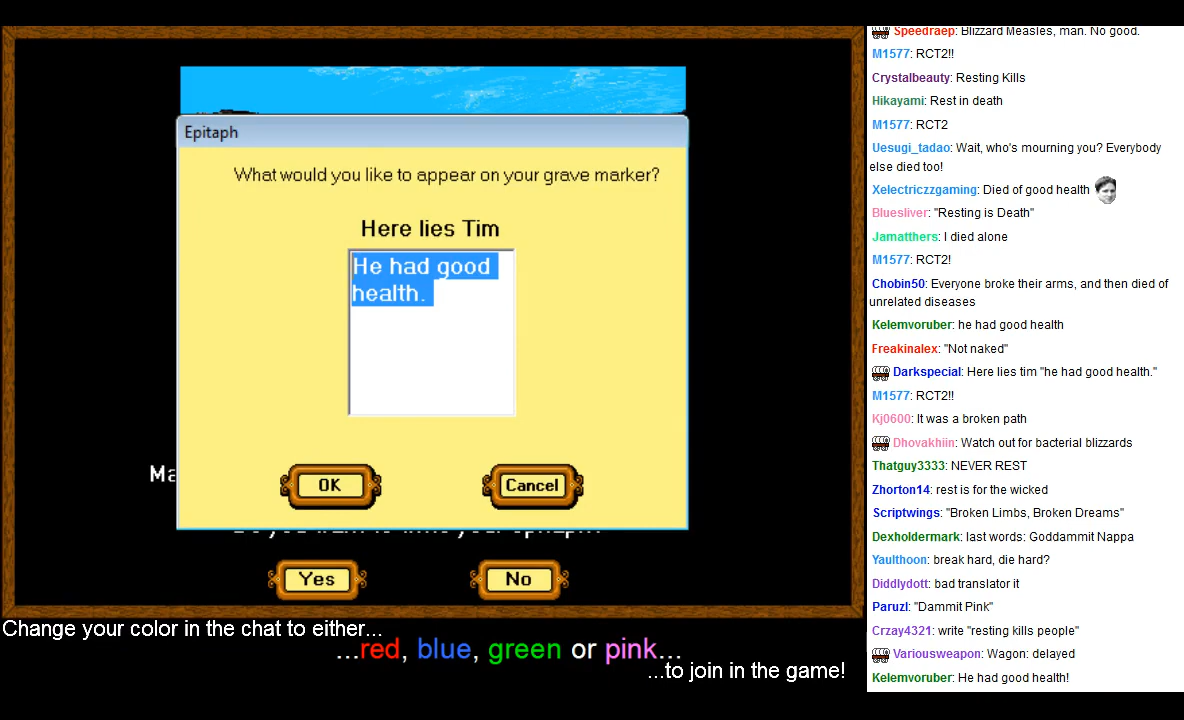 Epitaph
What would you like to appear on your grave marker?
Here lies Tim
He had good
health.
OK
Cancel
Ma
Yes
No
Change your color in the chat to either...
...red, blue, green or pink...
...to join in the game!
Speedraep: Blizzard Measles, man. No good.
M1577: RCT2!!
Crystalbeauty: Resting Kills
Hikayami: Rest in death
M1577: RCT2
Uesugi_tadao: Wait, who's mourning you? Everybody
else died too!
Xelectriczzgaming: Died of good health
Bluesliver: "Resting is Death"
Jamatthers: I died alone
M1577: RCT2!
Chobin50: Everyone broke their arms, and then died of
unrelated diseases
Kelemvoruber: he had good health
Freakinalex: "Not naked"
Darkspecial: Here lies tim "he had good health."
M1577: RCT2!!
Kj0600: It was a broken path
Dhovakhiin: Watch out for bacterial blizzards
Thatguy3333: NEVER REST
Zhorton14: rest is for the wicked
Scriptwings: "Broken Limbs, Broken Dreams"
Dexholdermark: last words: Goddammit Nappa
Yaulthoon: break hard, die hard?
Diddlydott: bad translator it
Paruzl: "Dammit Pink"
Crzay4321: write "resting kills people"
Variousweapon: Wagon: delayed
Kelemvoruber: He had good health!